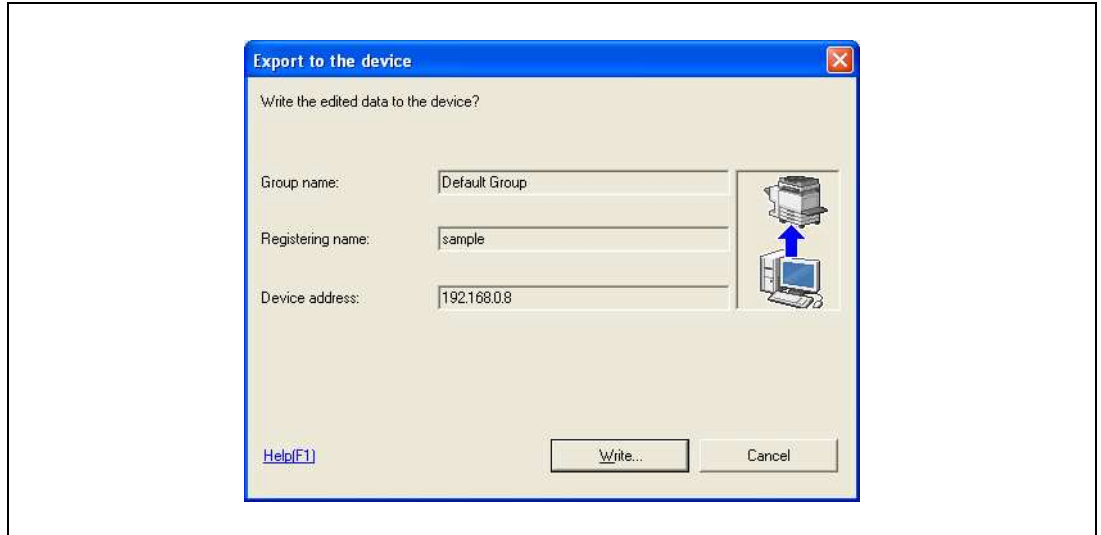 Export to the device
Write the edited data to the device?
Group name: Default Group
Registering name: sample
Device address: 192.168.0.8
Help(F1) Write... Cancel